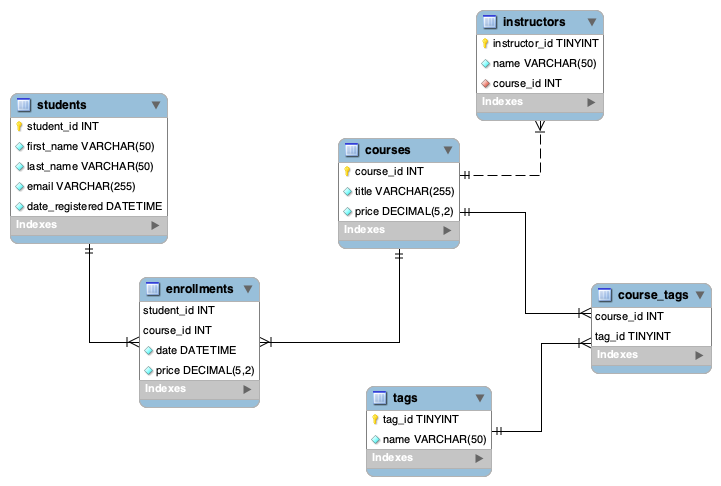 instructors
instructor_id TINYINT
name VARCHAR(50)
course_id INT
Indexes
students
student_id INT
first_name VARCHAR(50)
last_name VARCHAR(50)
email VARCHAR(255)
date_registered DATETIME
Indexes
courses
course_id INT
title VARCHAR(255)
price DECIMAL(5,2)
Indexes
enrollments
student_id INT
course_id INT
date DATETIME
price DECIMAL(5,2)
Indexes
course_tags
course_id INT
tag_id TINYINT
Indexes
tags
tag_id TINYINT
name VARCHAR(50)
Indexes